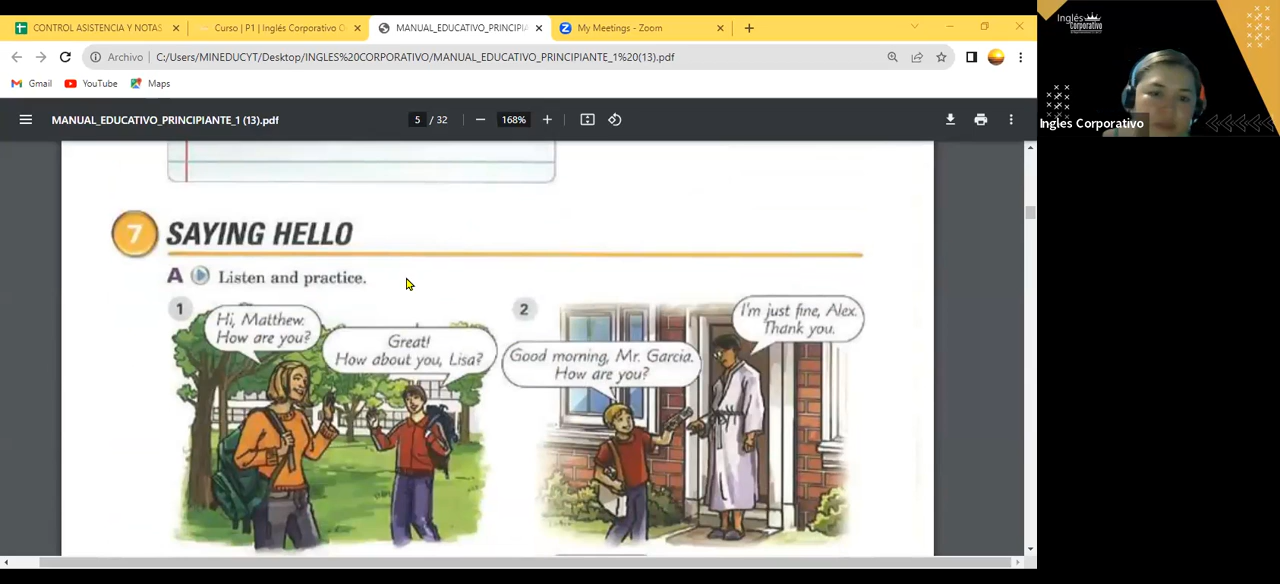 CONTROL ASISTENCIA Y NOTAS
Curso | P1 | Inglés Corporativo O
MANUAL_EDUCATIVO_PRINCIPIA
My Meetings - Zoom
Archivo
C:/Users/MINEDUCYT/Desktop/INGLES%20CORPORATIVO/MANUAL_EDUCATIVO_PRINCIPIANTE_1%20(13).pdf
Gmail
YouTube
Maps
MANUAL_EDUCATIVO_PRINCIPIANTE_1 (13).pdf
5 / 32
168%
7 SAYING HELLO
A Listen and practice.
1
Hi, Matthew.
How are you?
Great!
How about you, Lisa?
2
Good morning, Mr. Garcia.
How are you?
I'm just fine, Alex.
Thank you.
Inglés
Corporativo
Ingles Corporativo